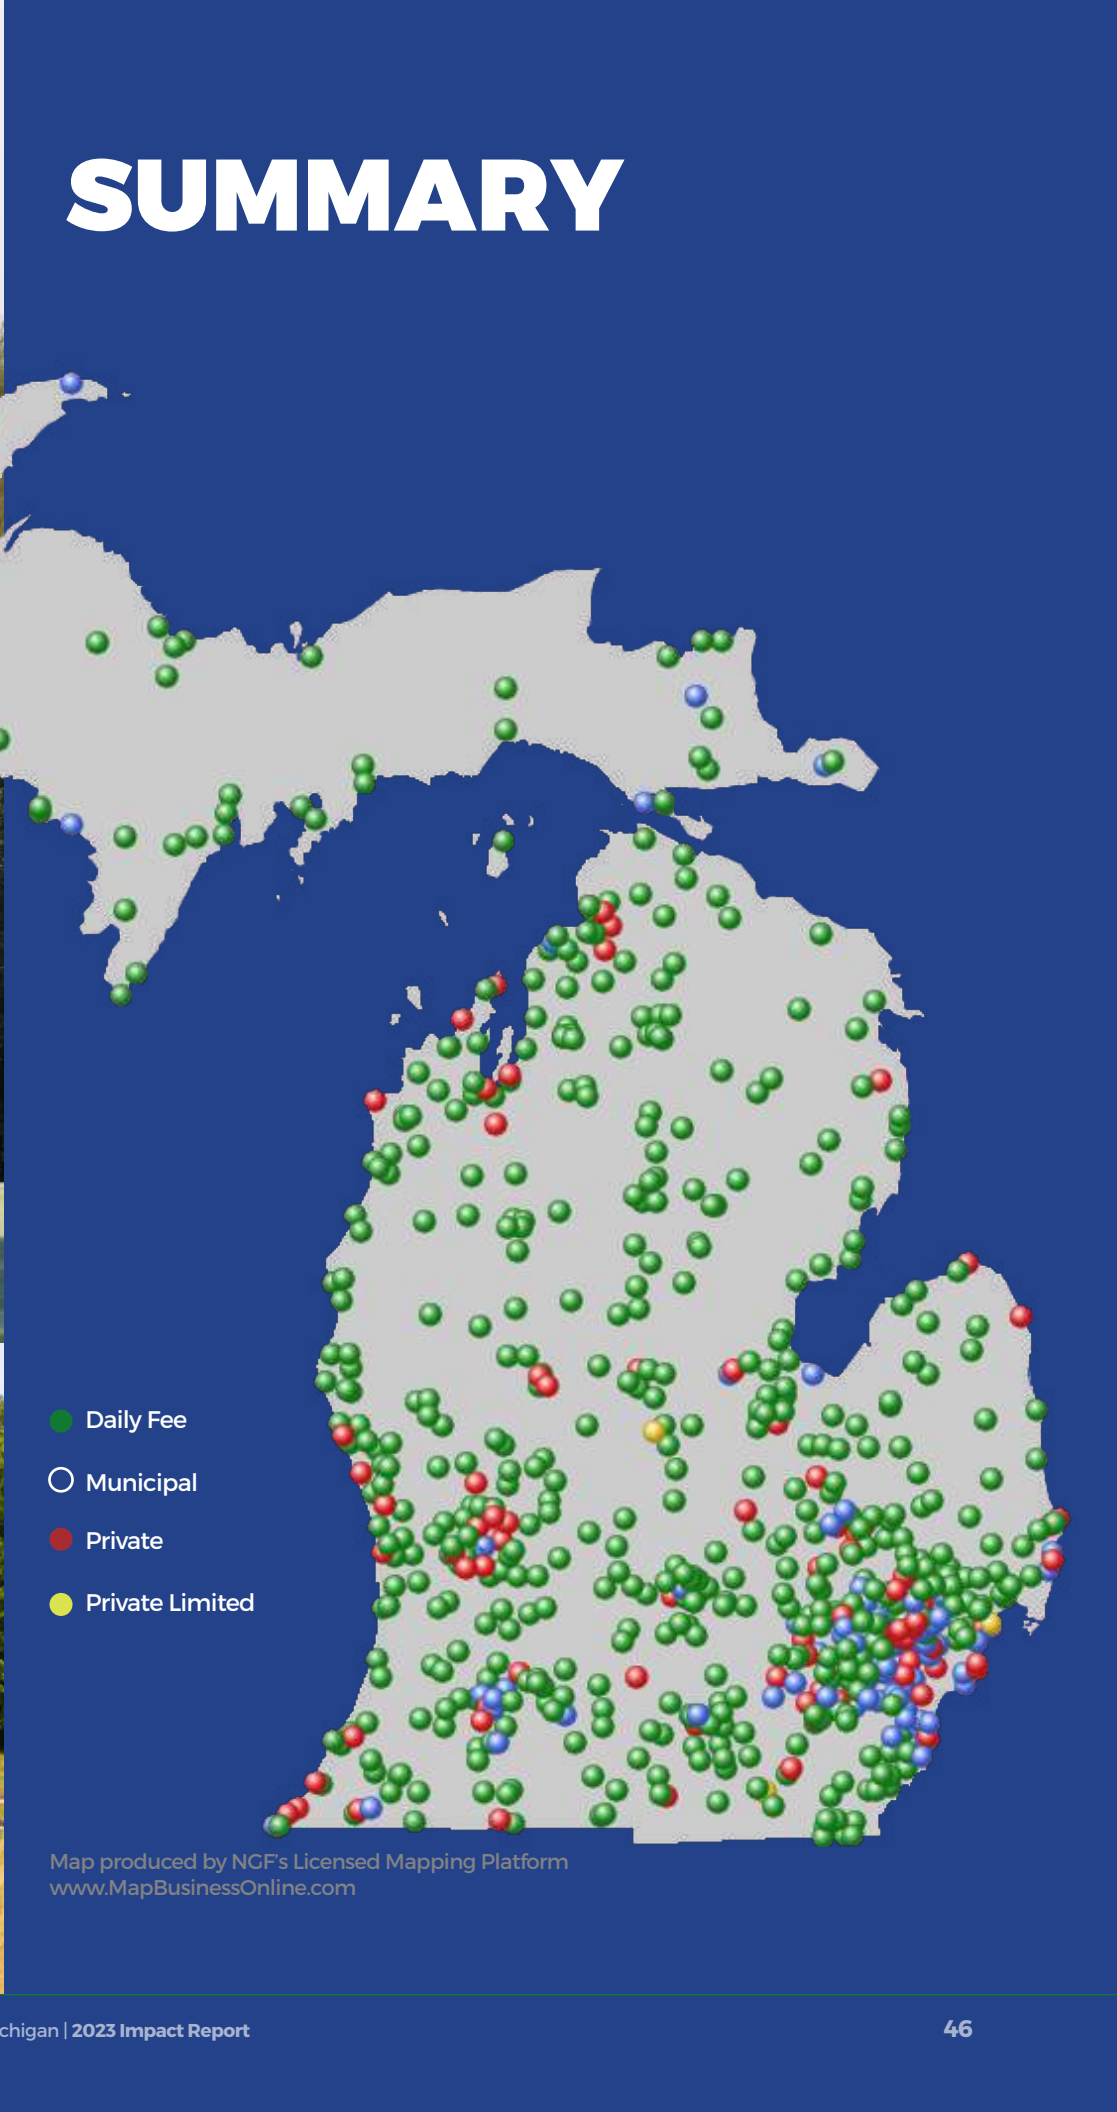 SUMMARY
Daily Fee
Municipal
Private
Private Limited
Map produced by NGF's Licensed Mapping Platform
www.MapBusinessOnline.com
chigan | 2023 Impact Report
46